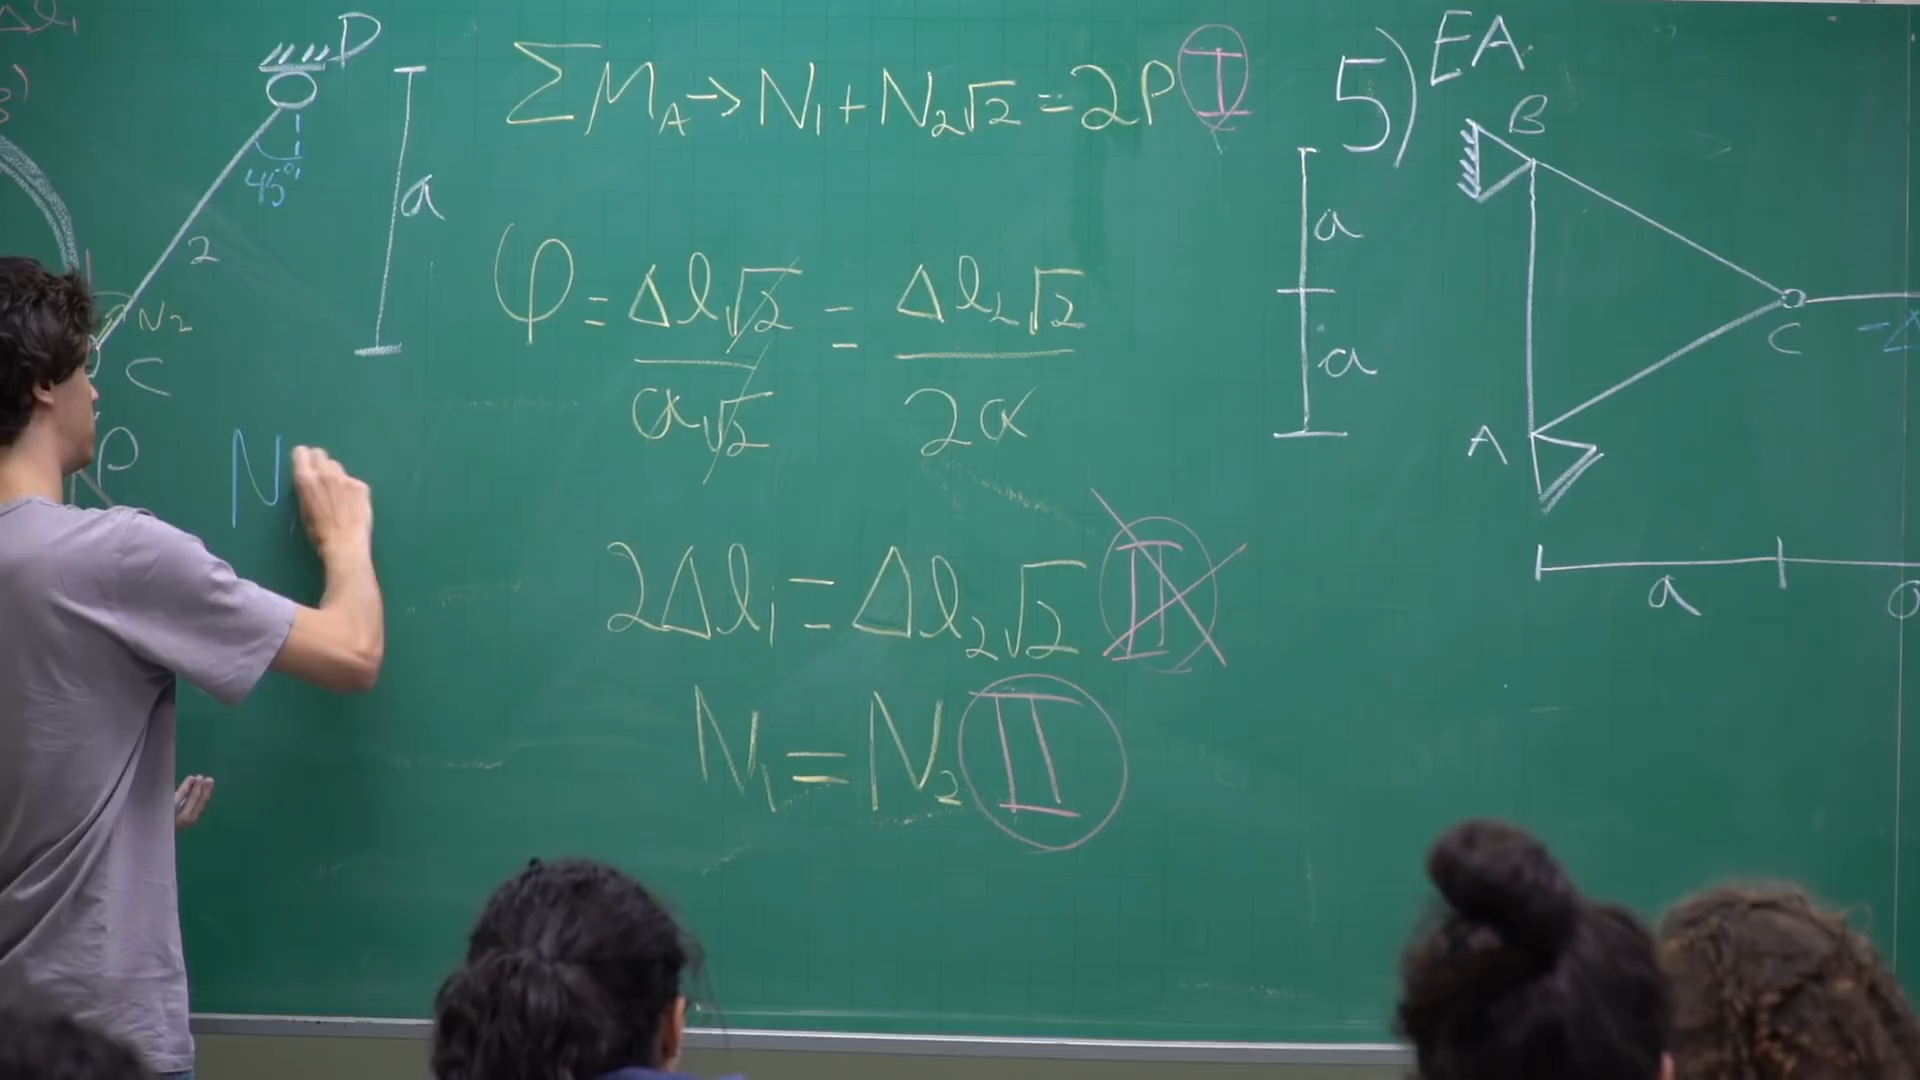 Δl₁
D
45°
a
2
N₂
C
P
N
ΣM_A → N₁ + N₂√2 = 2P I
φ = Δl√2 / a√2 = Δl₂√2 / 2a
2Δl₁ = Δl₂√2 II
N₁ = N₂ II
5) EA
B
a
a
C
A
a